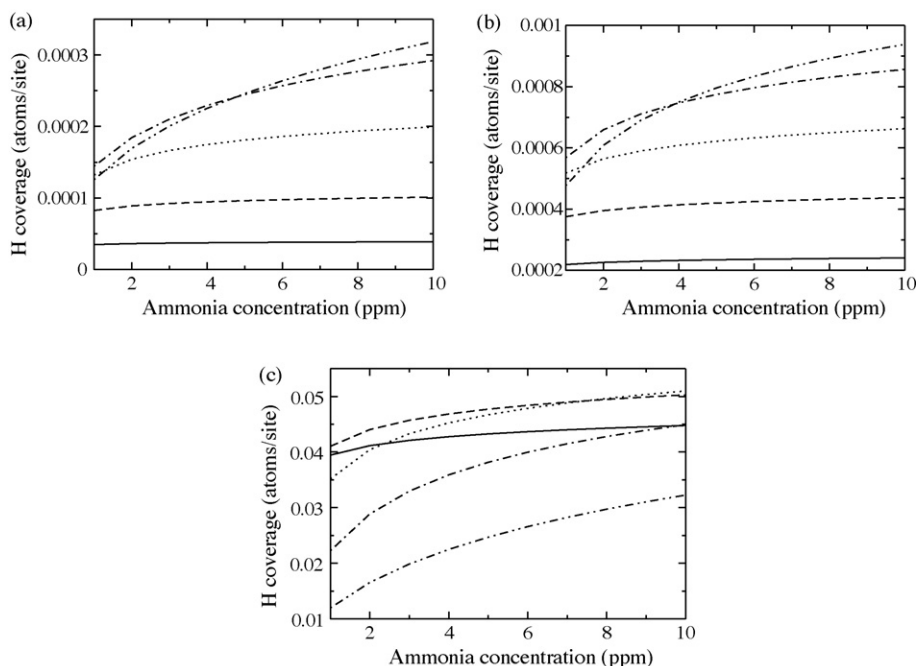 (a)
H coverage (atoms/site)
0.0003
0.0002
0.0001
0
2 4 6 8 10
Ammonia concentration (ppm)
(b)
H coverage (atoms/site)
0.001
0.0008
0.0006
0.0004
0.0002
2 4 6 8 10
Ammonia concentration (ppm)
(c)
H coverage (atoms/site)
0.05
0.04
0.03
0.02
0.01
2 4 6 8 10
Ammonia concentration (ppm)